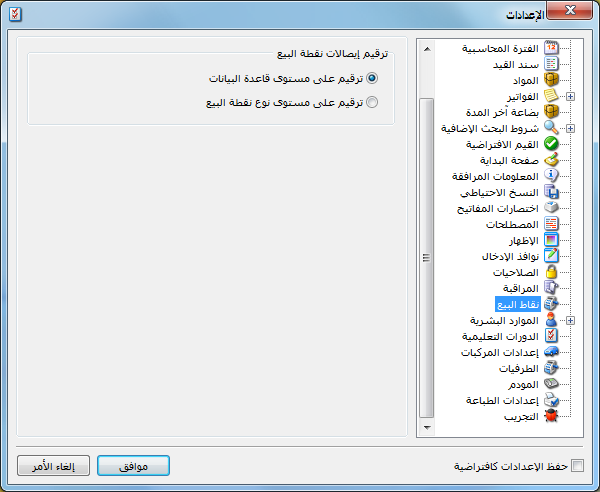 الإعدادات
الفترة المحاسبية
سند القيد
المواد
الفواتير
بضاعة آخر المدة
شروط البحث الإضافية
القيم الافتراضية
صفحة البداية
المعلومات المرافقة
النسخ الاحتياطي
اختصارات المفاتيح
المصطلحات
الإظهار
نوافذ الإدخال
الصلاحيات
المراقبة
نقاط البيع
الموارد البشرية
الدورات التعليمية
إعدادات المركبات
الطرفيات
المودم
إعدادات الطباعة
التجريب
ترقيم إيصالات نقطة البيع
ترقيم على مستوى قاعدة البيانات
ترقيم على مستوى نوع نقطة البيع
حفظ الإعدادات كافتراضية
موافق
إلغاء الأمر